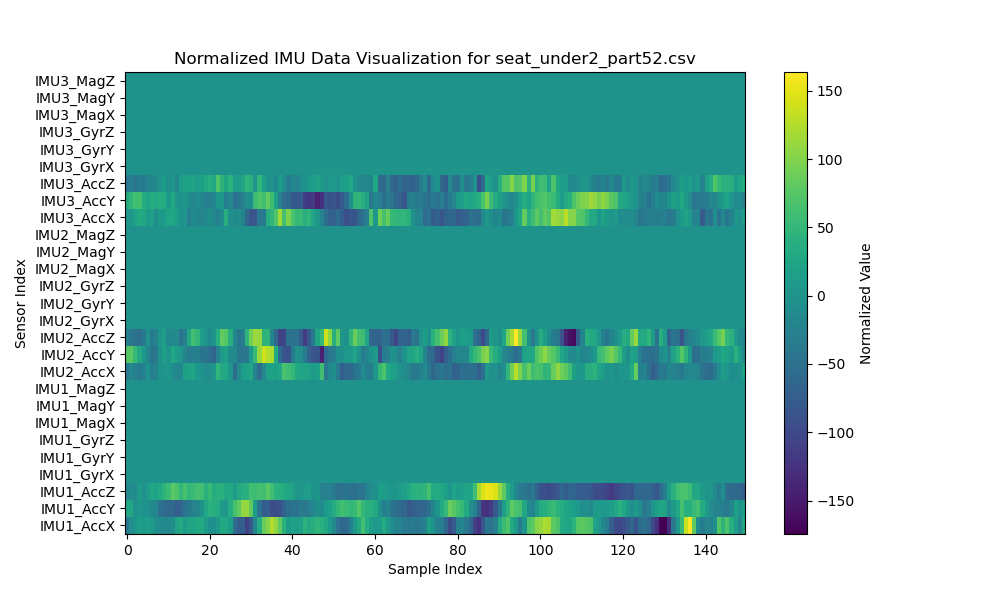 Normalized IMU Data Visualization for seat_under2_part52.csv
IMU3_MagZ
IMU3_MagY
IMU3_MagX
IMU3_GyrZ
IMU3_GyrY
IMU3_GyrX
IMU3_AccZ
IMU3_AccY
IMU3_AccX
IMU2_MagZ
IMU2_MagY
IMU2_MagX
IMU2_GyrZ
IMU2_GyrY
IMU2_GyrX
IMU2_AccZ
IMU2_AccY
IMU2_AccX
IMU1_MagZ
IMU1_MagY
IMU1_MagX
IMU1_GyrZ
IMU1_GyrY
IMU1_GyrX
IMU1_AccZ
IMU1_AccY
IMU1_AccX
Sensor Index
0 20 40 60 80 100 120 140
Sample Index
150
100
50
0
−50
−100
−150
Normalized Value